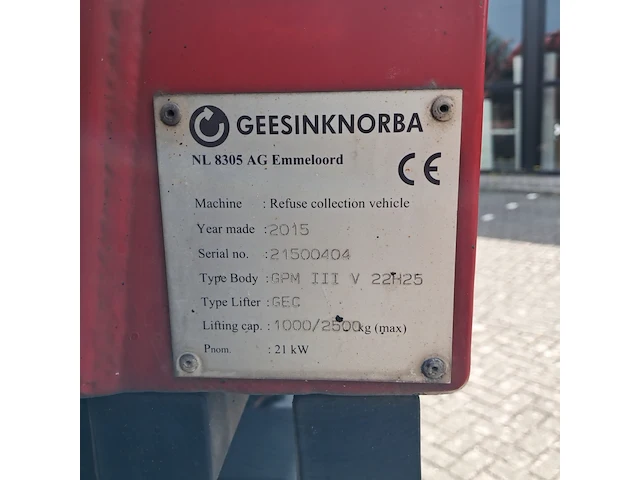 GEESINKNORBA
NL 8305 AG Emmeloord
CE
Machine : Refuse collection vehicle
Year made : 2015
Serial no. : 21500404
Type Body : GPM III V 22H25
Type Lifter : GEC
Lifting cap. : 1000/2500 kg (max)
Pnom. : 21 kW